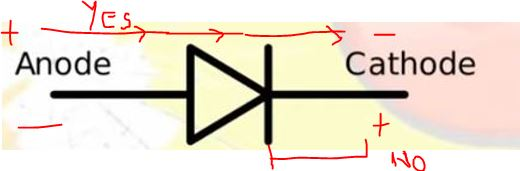 YES
+ -
Anode Cathode
- +
NO